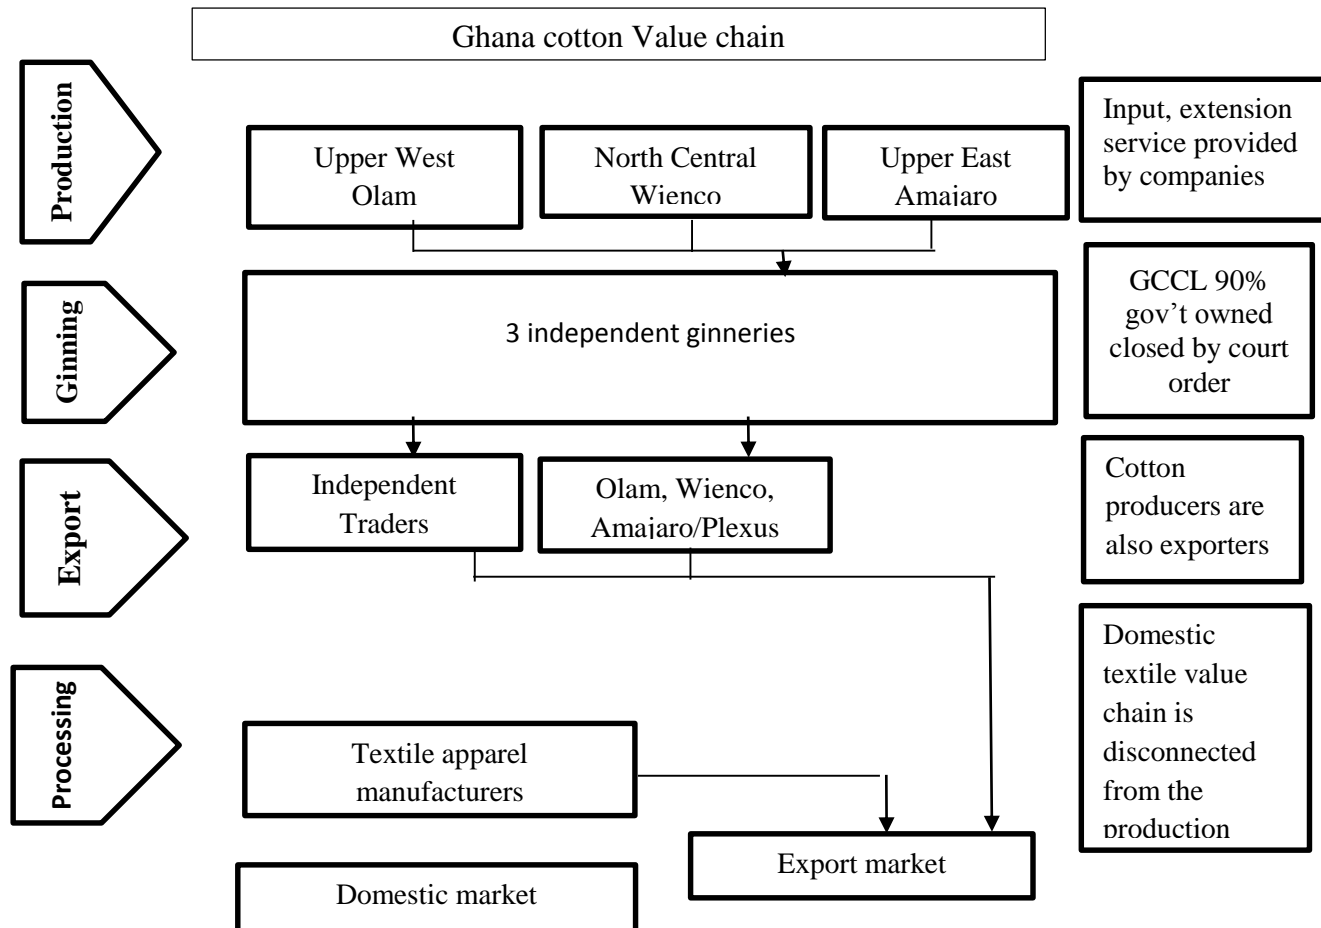 Ghana cotton Value chain
Production
Upper West
Olam
North Central
Wienco
Upper East
Amajaro
Input, extension
service provided
by companies
Ginning
3 independent ginneries
GCCL 90%
gov’t owned
closed by court
order
Export
Independent
Traders
Olam, Wienco,
Amajaro/Plexus
Cotton
producers are
also exporters
Processing
Textile apparel
manufacturers
Domestic
textile value
chain is
disconnected
from the
production
Export market
Domestic market